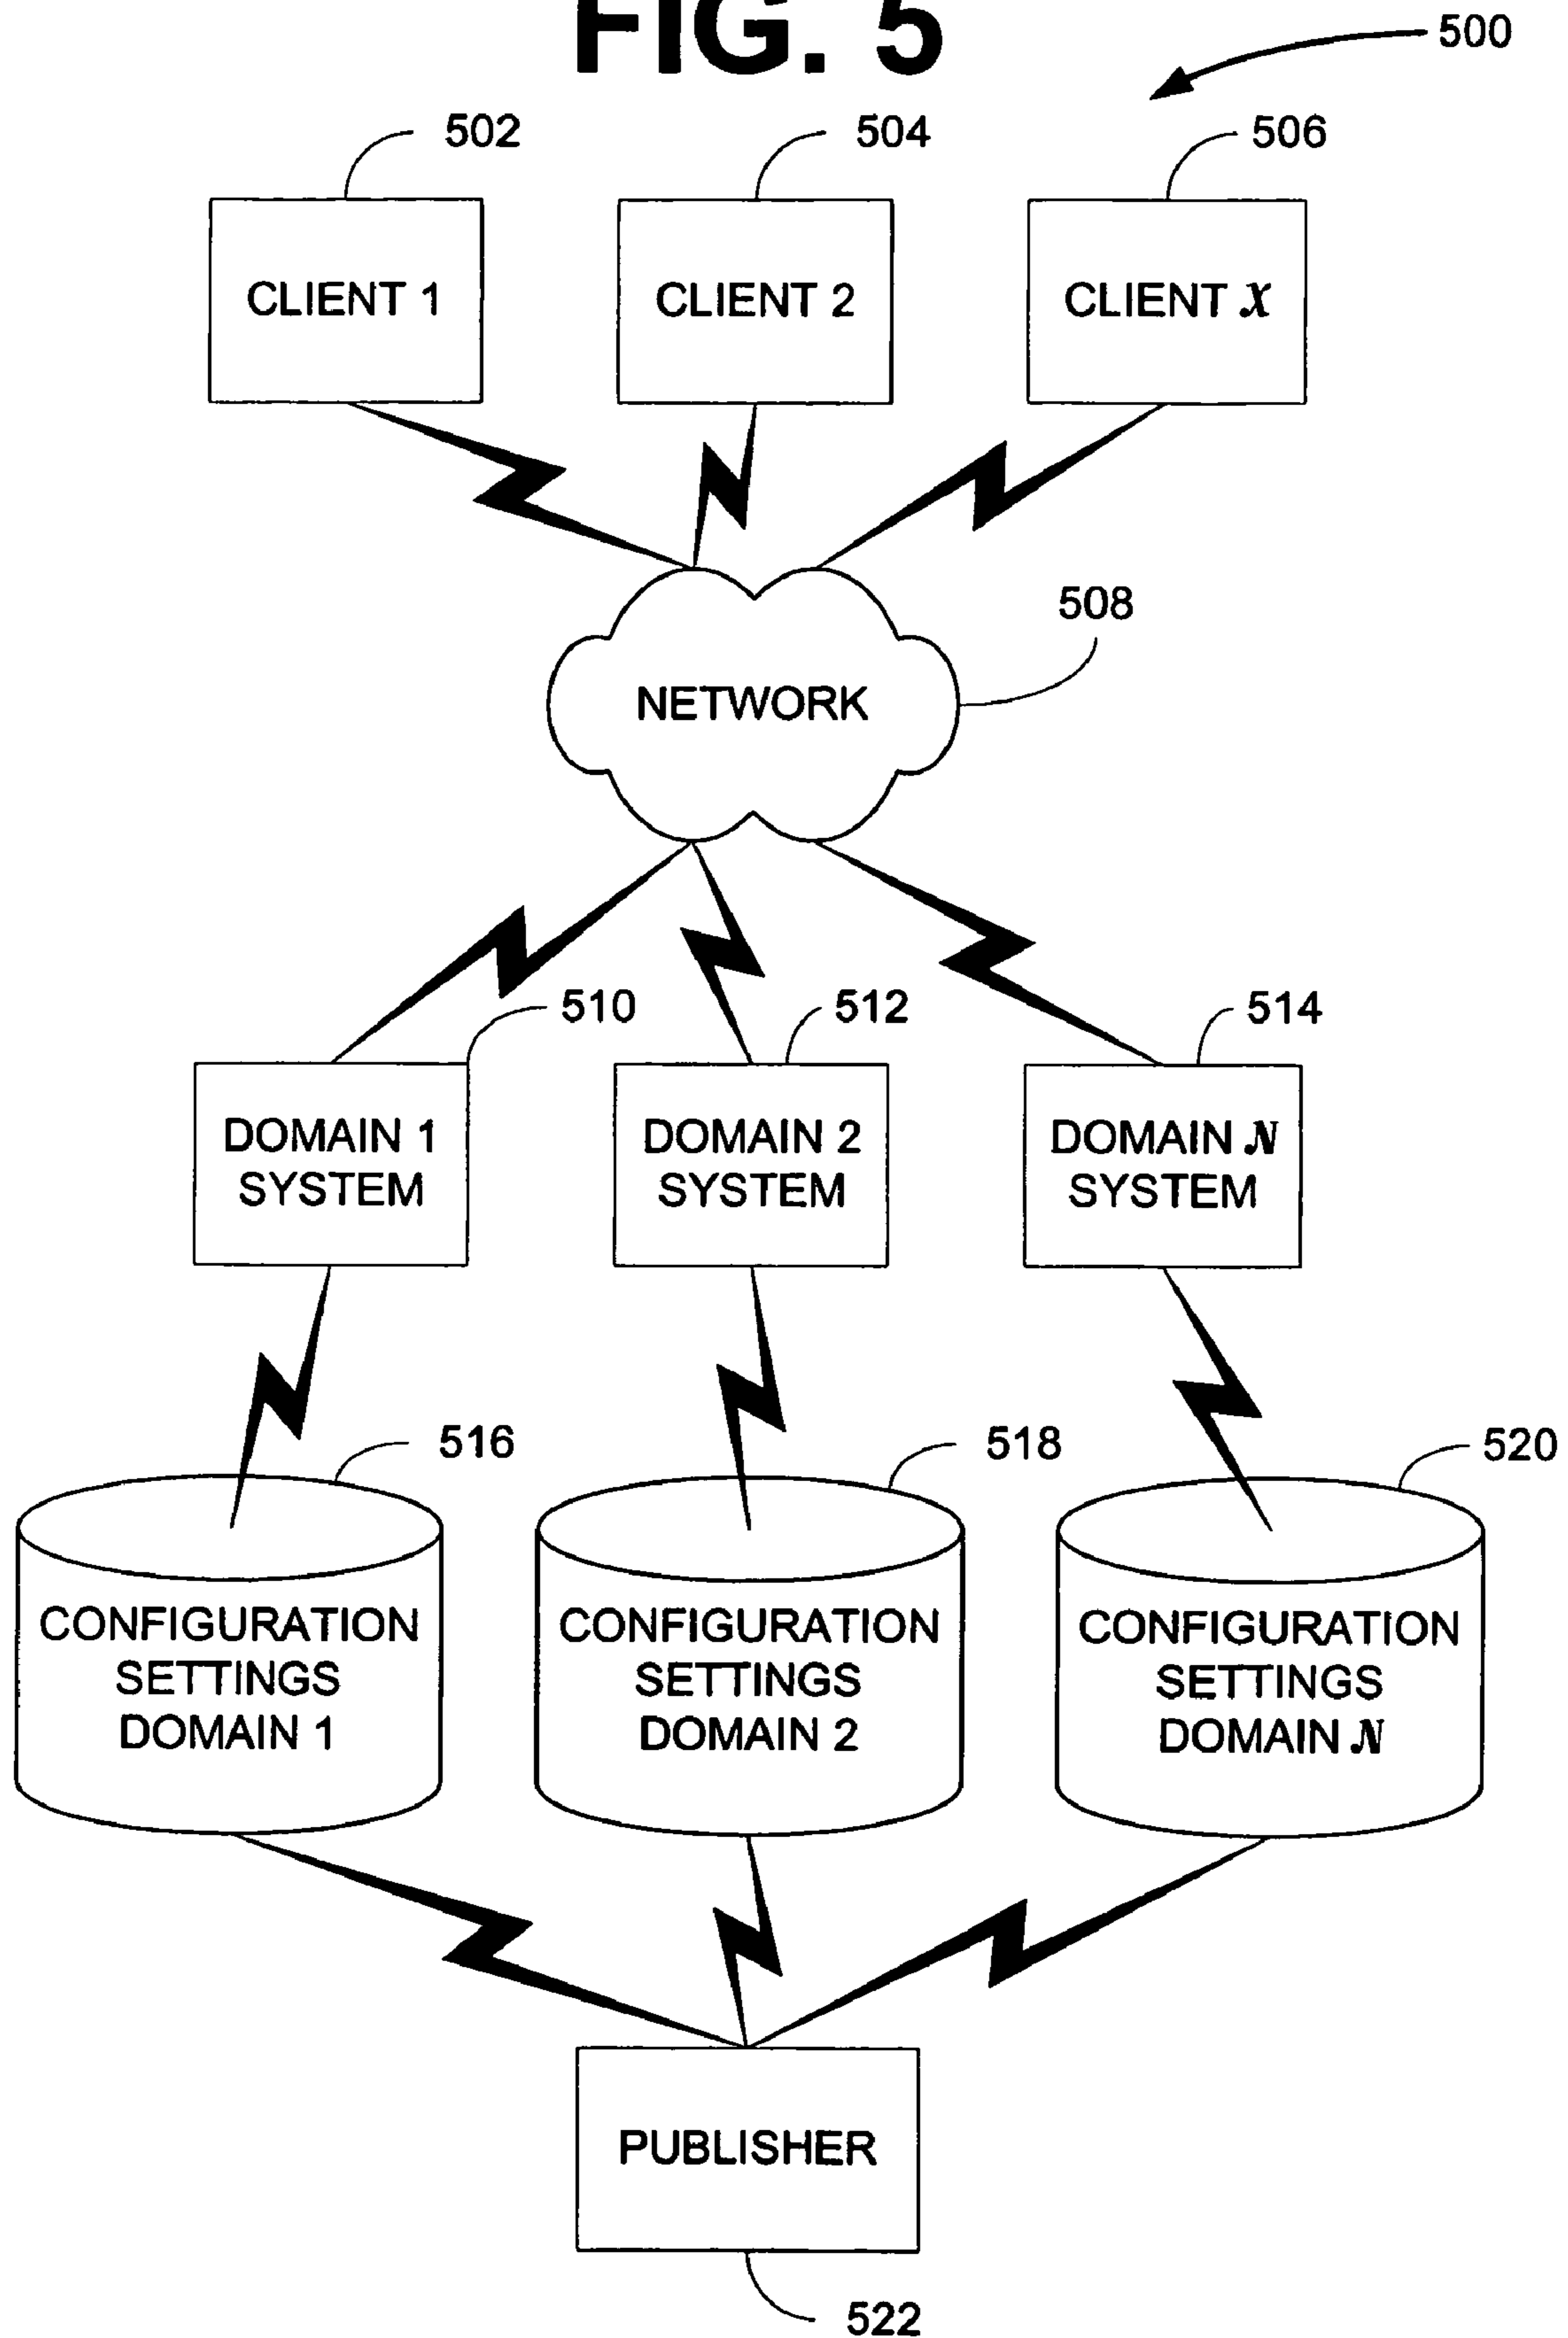 FIG. 5
500
502
504
506
CLIENT 1
CLIENT 2
CLIENT X
508
NETWORK
510
512
514
DOMAIN 1
SYSTEM
DOMAIN 2
SYSTEM
DOMAIN N
SYSTEM
516
518
520
CONFIGURATION
SETTINGS
DOMAIN 1
CONFIGURATION
SETTINGS
DOMAIN 2
CONFIGURATION
SETTINGS
DOMAIN N
PUBLISHER
522